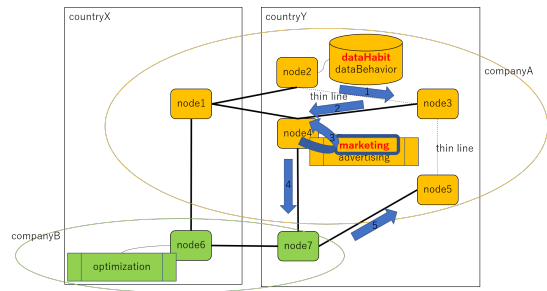 countryX
countryY
companyA
node2
dataHabit
dataBehavior
1
node1
thin line
2
node3
node4
3
marketing
advertising
thin line
4
node5
5
companyB
node6
node7
optimization